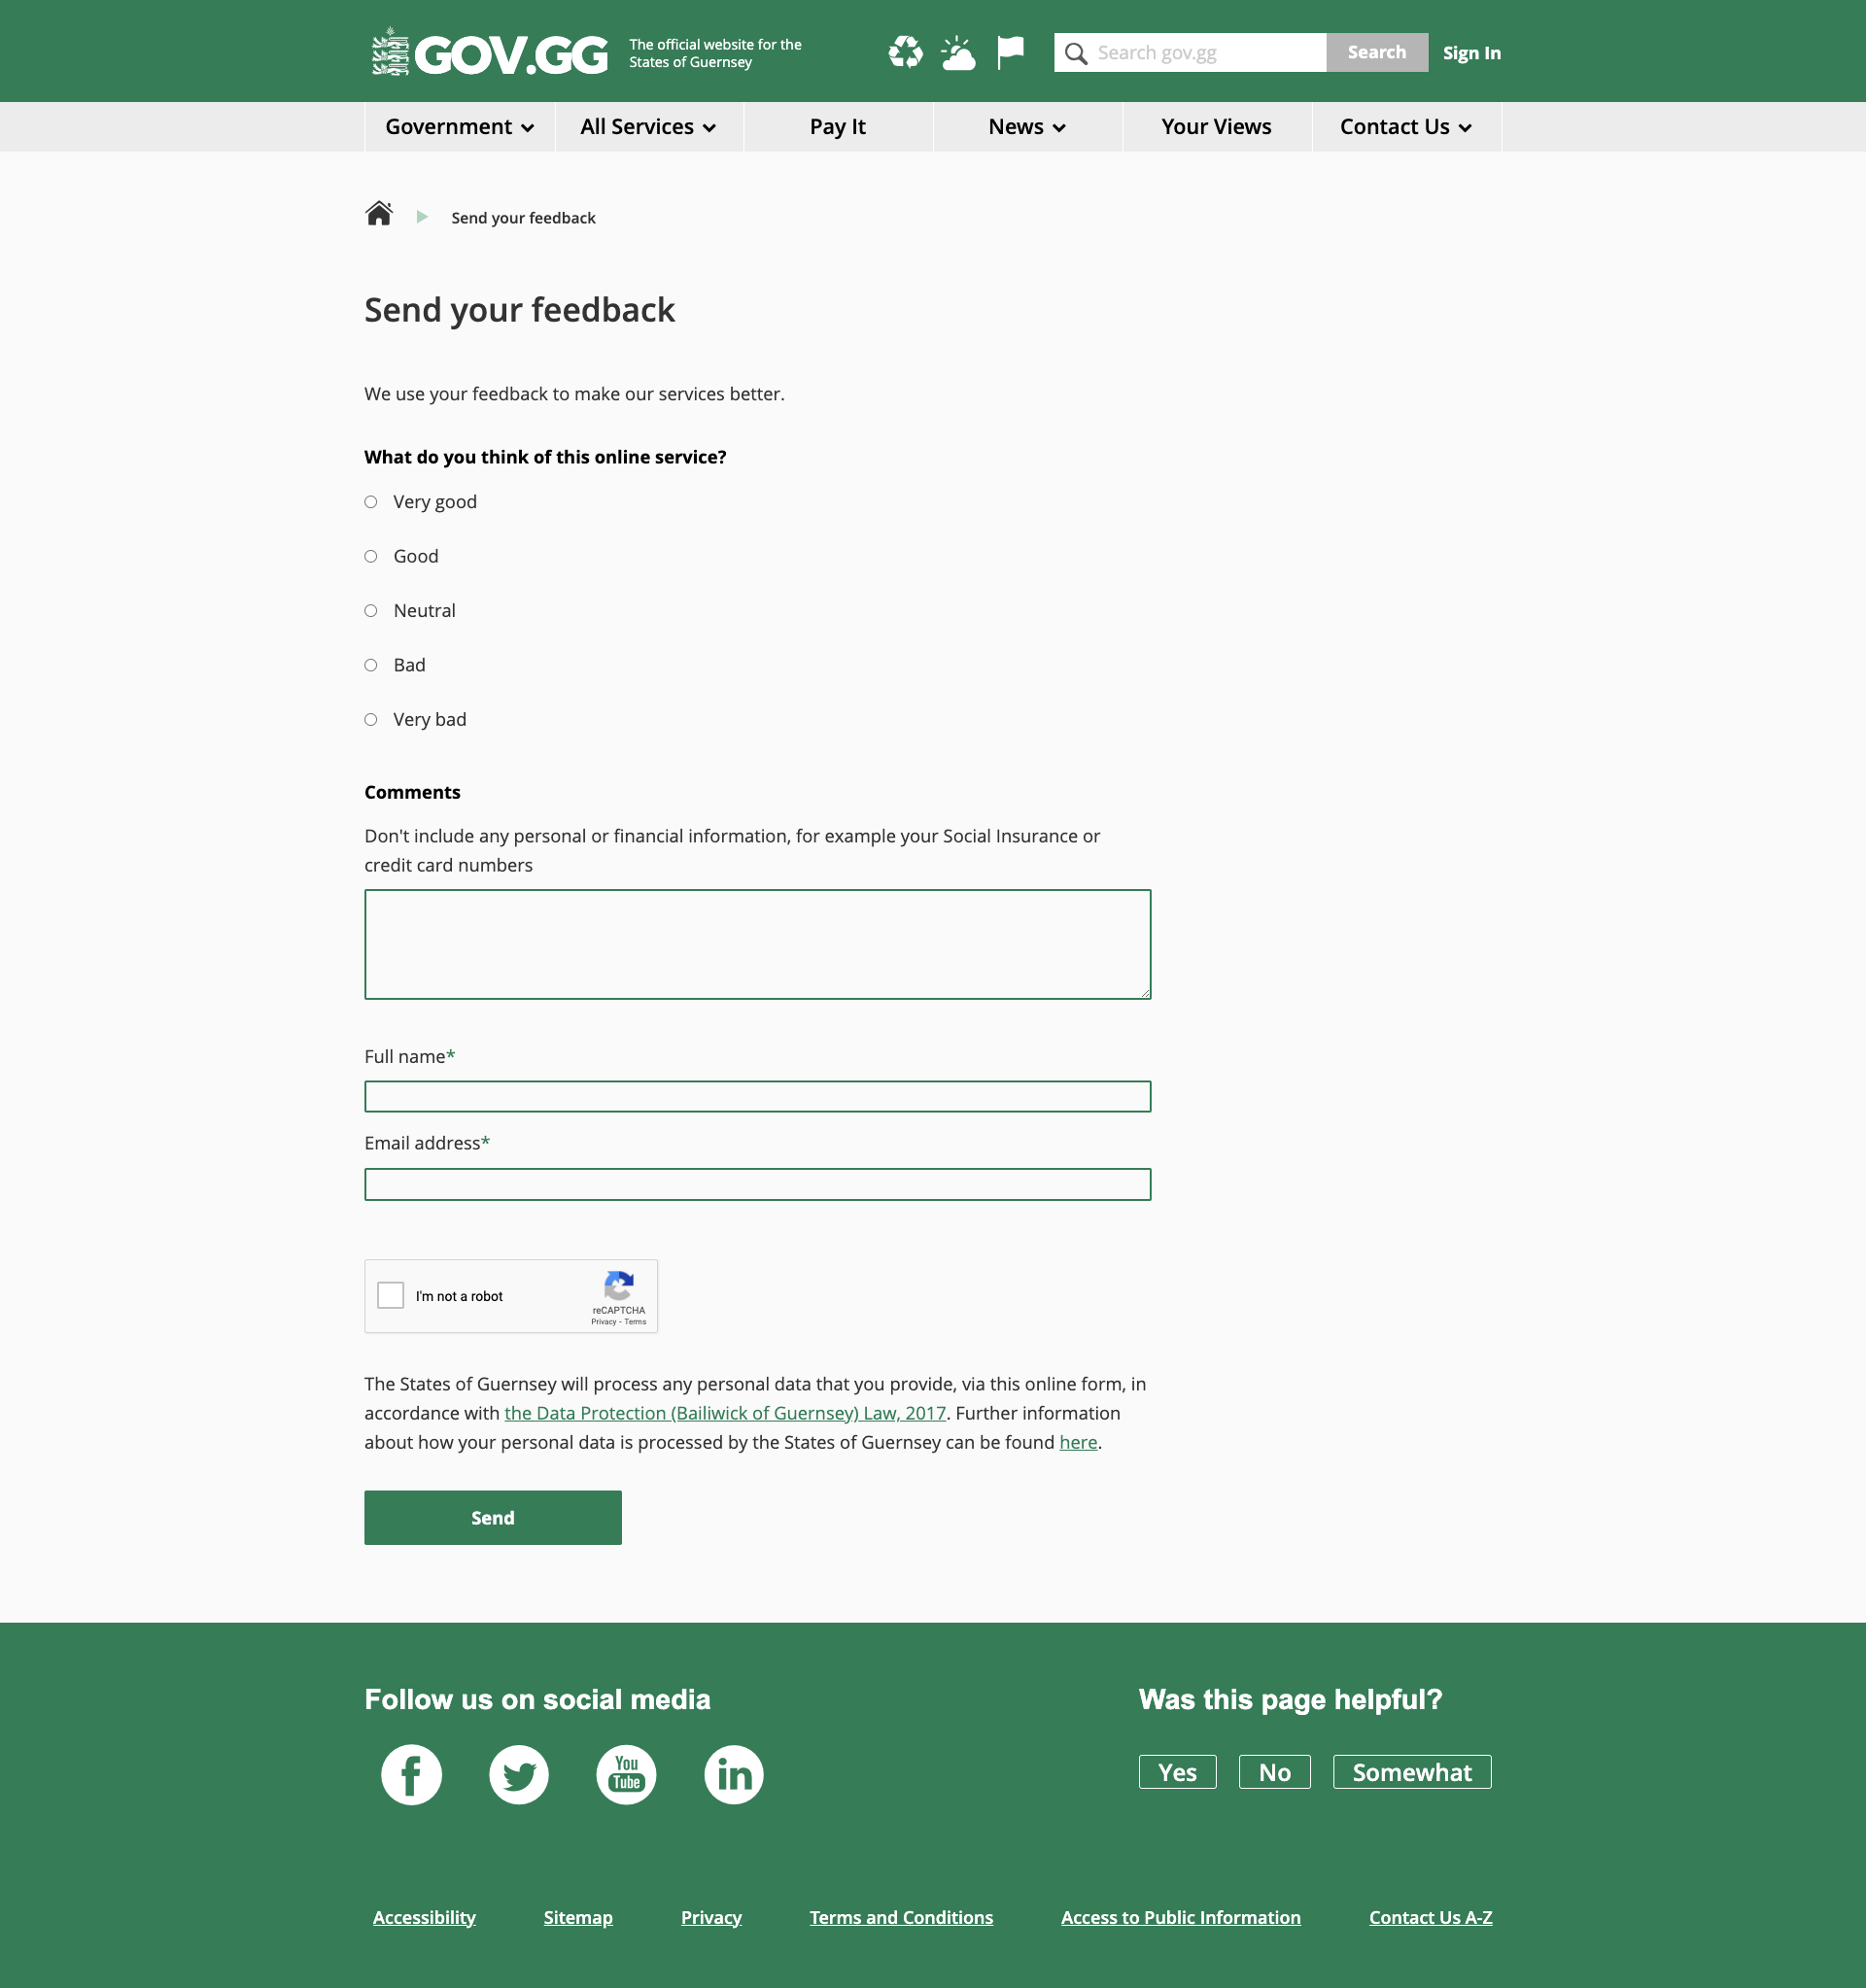 GOV.GG
The official website for the
States of Guernsey
Search gov.gg
Search
Sign In
Government
All Services
Pay It
News
Your Views
Contact Us
Send your feedback
Send your feedback
We use your feedback to make our services better.
What do you think of this online service?
Very good
Good
Neutral
Bad
Very bad
Comments
Don't include any personal or financial information, for example your Social Insurance or
credit card numbers
Full name*
Email address*
I'm not a robot
reCAPTCHA
Privacy - Terms
The States of Guernsey will process any personal data that you provide, via this online form, in
accordance with the Data Protection (Bailiwick of Guernsey) Law, 2017. Further information
about how your personal data is processed by the States of Guernsey can be found here.
Send
Follow us on social media
Was this page helpful?
f
You
Tube
in
Yes
No
Somewhat
Accessibility
Sitemap
Privacy
Terms and Conditions
Access to Public Information
Contact Us A-Z